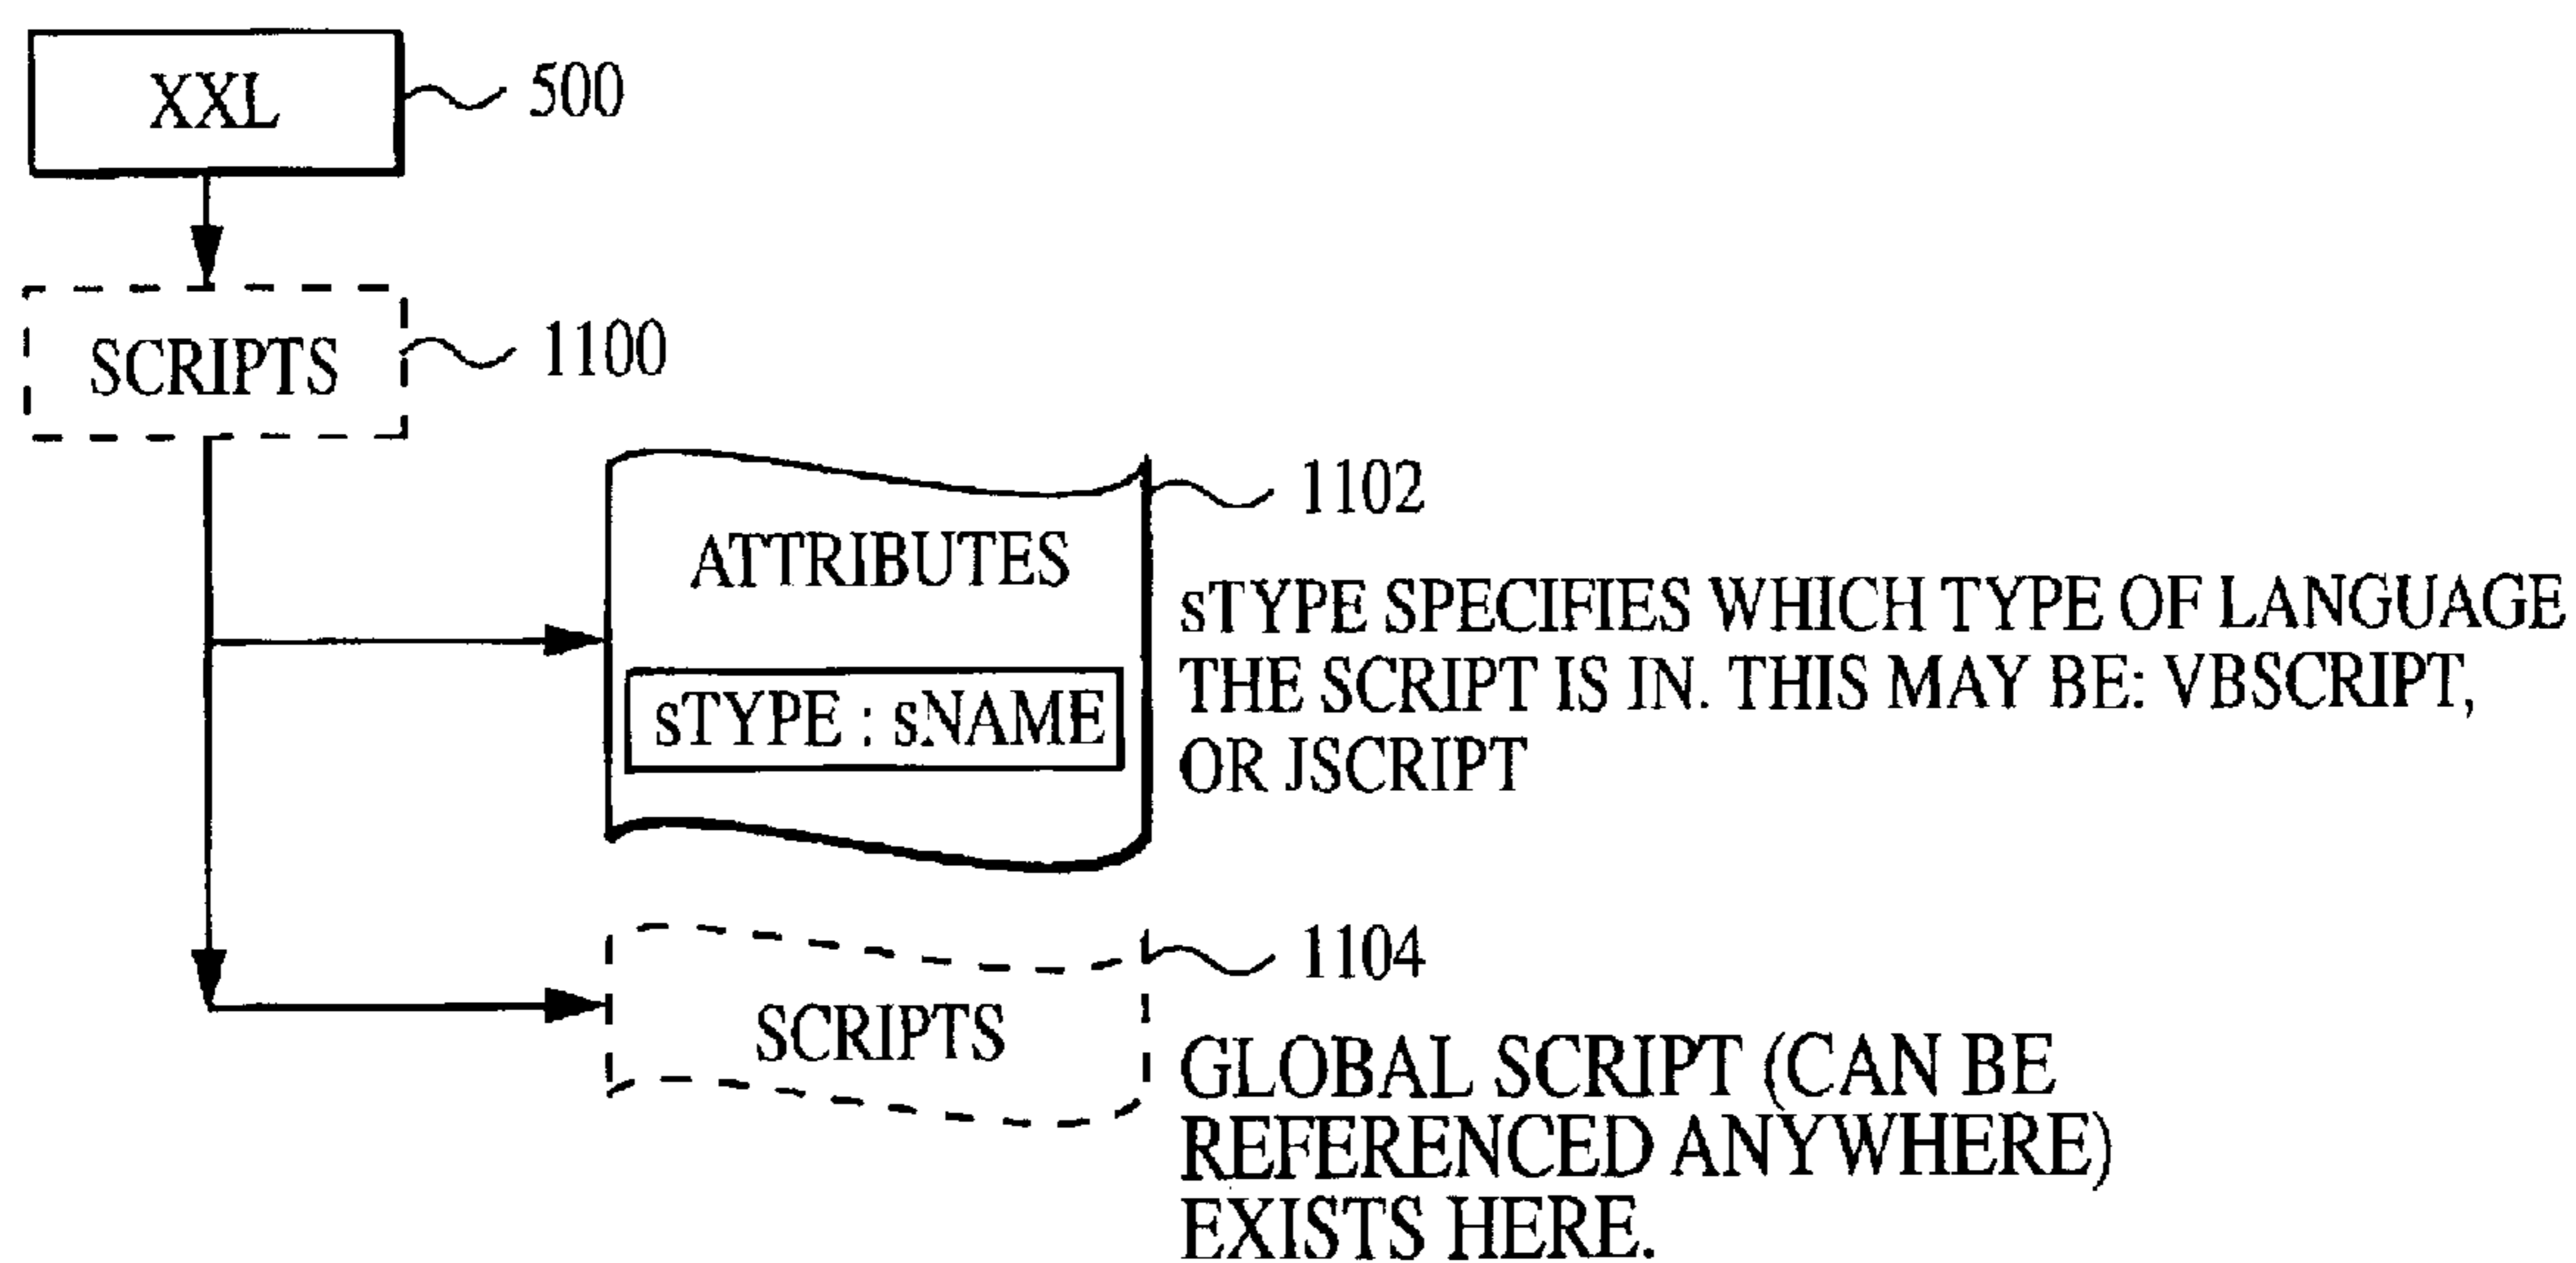 XXL
500
SCRIPTS
1100
1102
ATTRIBUTES
sTYPE : sNAME
sTYPE SPECIFIES WHICH TYPE OF LANGUAGE
THE SCRIPT IS IN. THIS MAY BE: VBSCRIPT,
OR JSCRIPT
1104
SCRIPTS
GLOBAL SCRIPT (CAN BE
REFERENCED ANYWHERE)
EXISTS HERE.